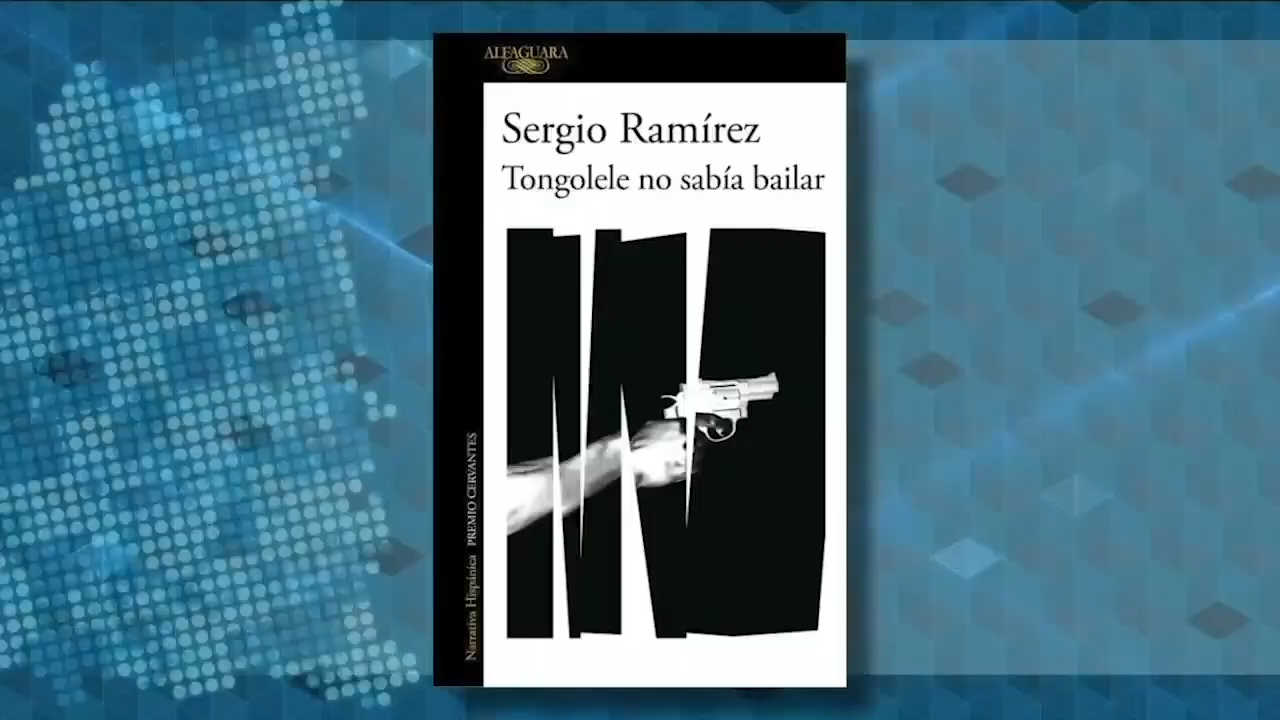 ALFAGUARA
Sergio Ramírez
Tongolele no sabía bailar
Narrativa Hispánica PREMIO CERVANTES